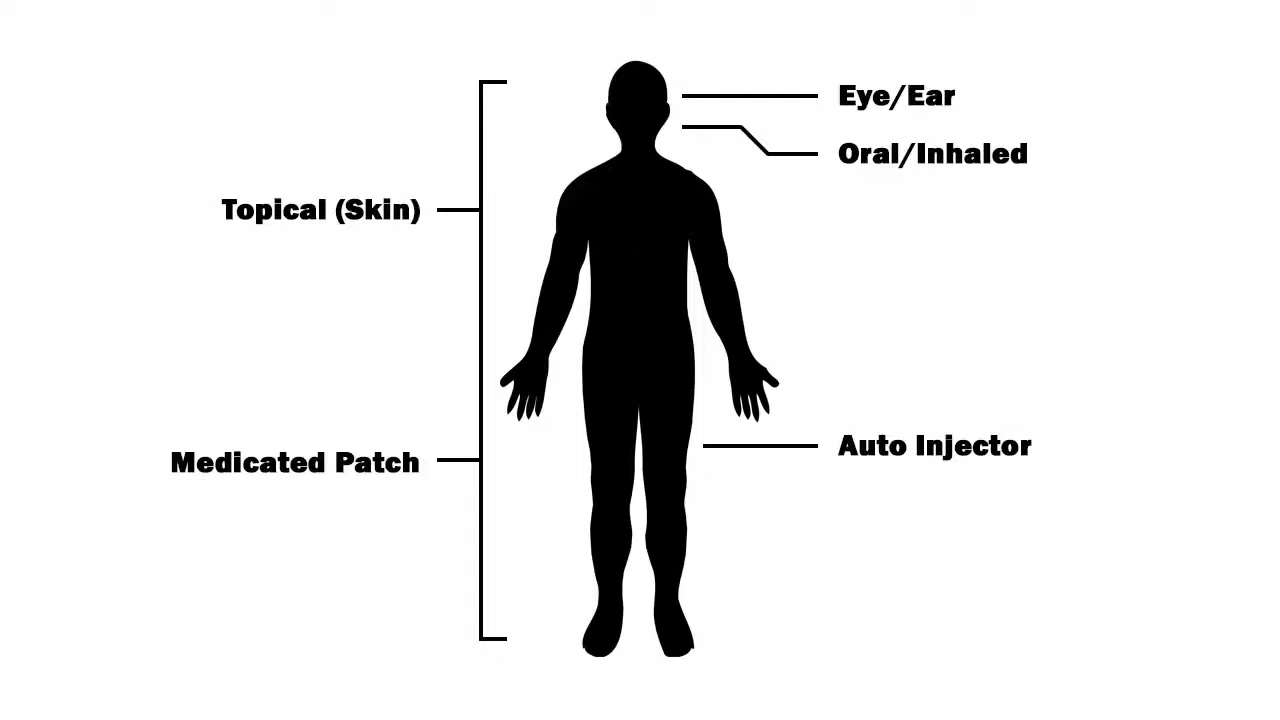 Eye/Ear
Oral/Inhaled
Topical (Skin)
Auto Injector
Medicated Patch